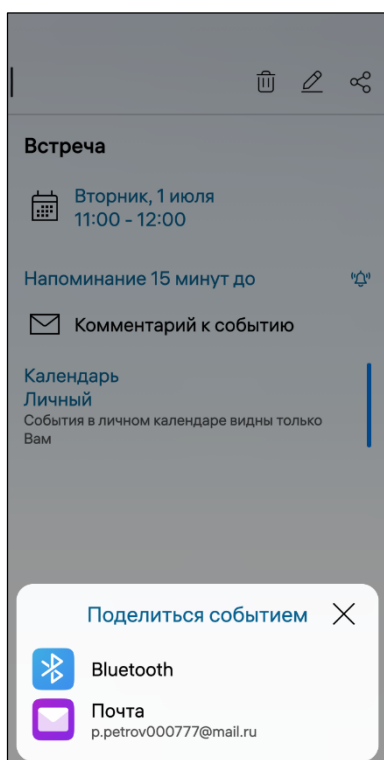 Встреча
Вторник, 1 июля
11:00 - 12:00
Напоминание 15 минут до
Комментарий к событию
Календарь
Личный
События в личном календаре видны только
Вам
Поделиться событием
Bluetooth
Почта
p.petrov000777@mail.ru